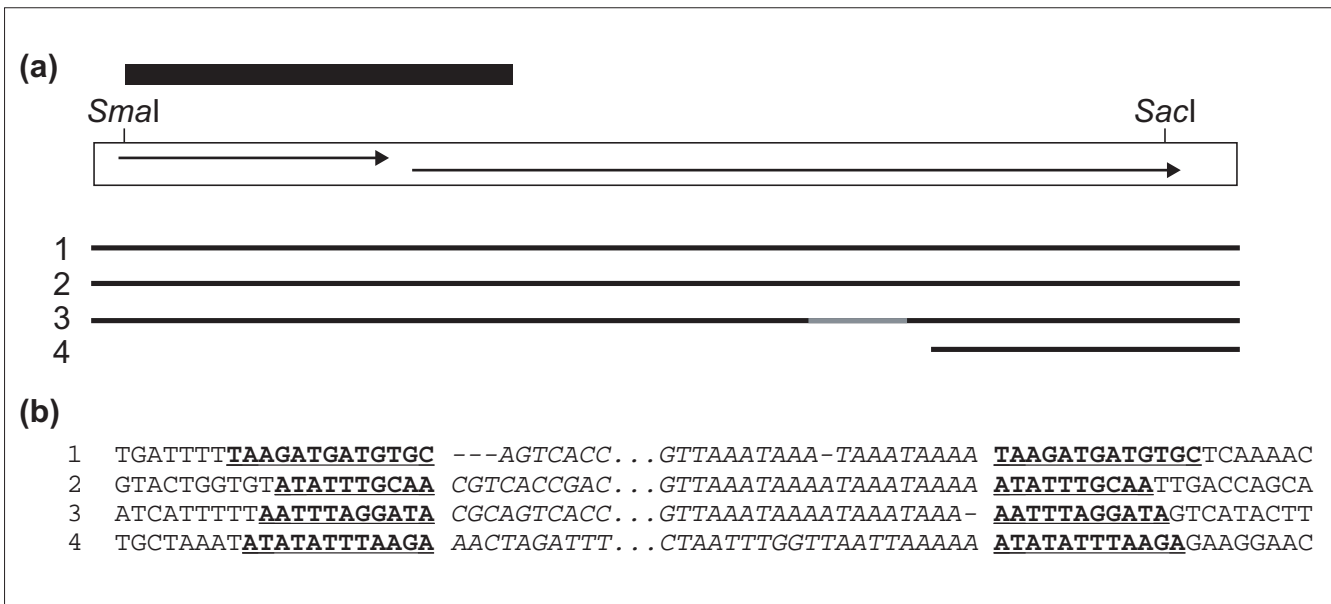 (a)
SmaI SacI
1
2
3
4
(b)
1 TGATTTTTAAGATGATGTGC ---AGTCACC...GTTAAATAAA-TAAATAAAA TAAGATGATGTGCTCAAAAC
2 GTACTGGTGTATATTTGCAA CGTCACCGAC...GTTAAATAAAATAAATAAAA ATATTTGCAATTGACCAGCA
3 ATCATTTTTAATTTAGGATA CGCAGTCACC...GTTAAATAAAATAAATAAA- AATTTAGGATAGTCATACTT
4 TGCTAAATATATATTTAAGA AACTAGATTT...CTAATTTGGTTAATTAAAAA ATATATTTAAGAGAAGGAAC